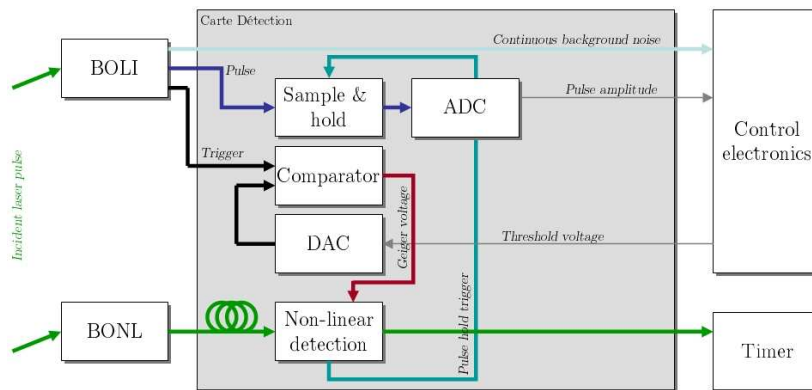 Carte Détection
BOLI
Continuous background noise
Pulse
Sample &
hold
ADC
Pulse amplitude
Control
electronics
Trigger
Comparator
Incident laser pulse
Geiger voltage
DAC
Threshold voltage
Pulse hold trigger
BONL
Non-linear
detection
Timer